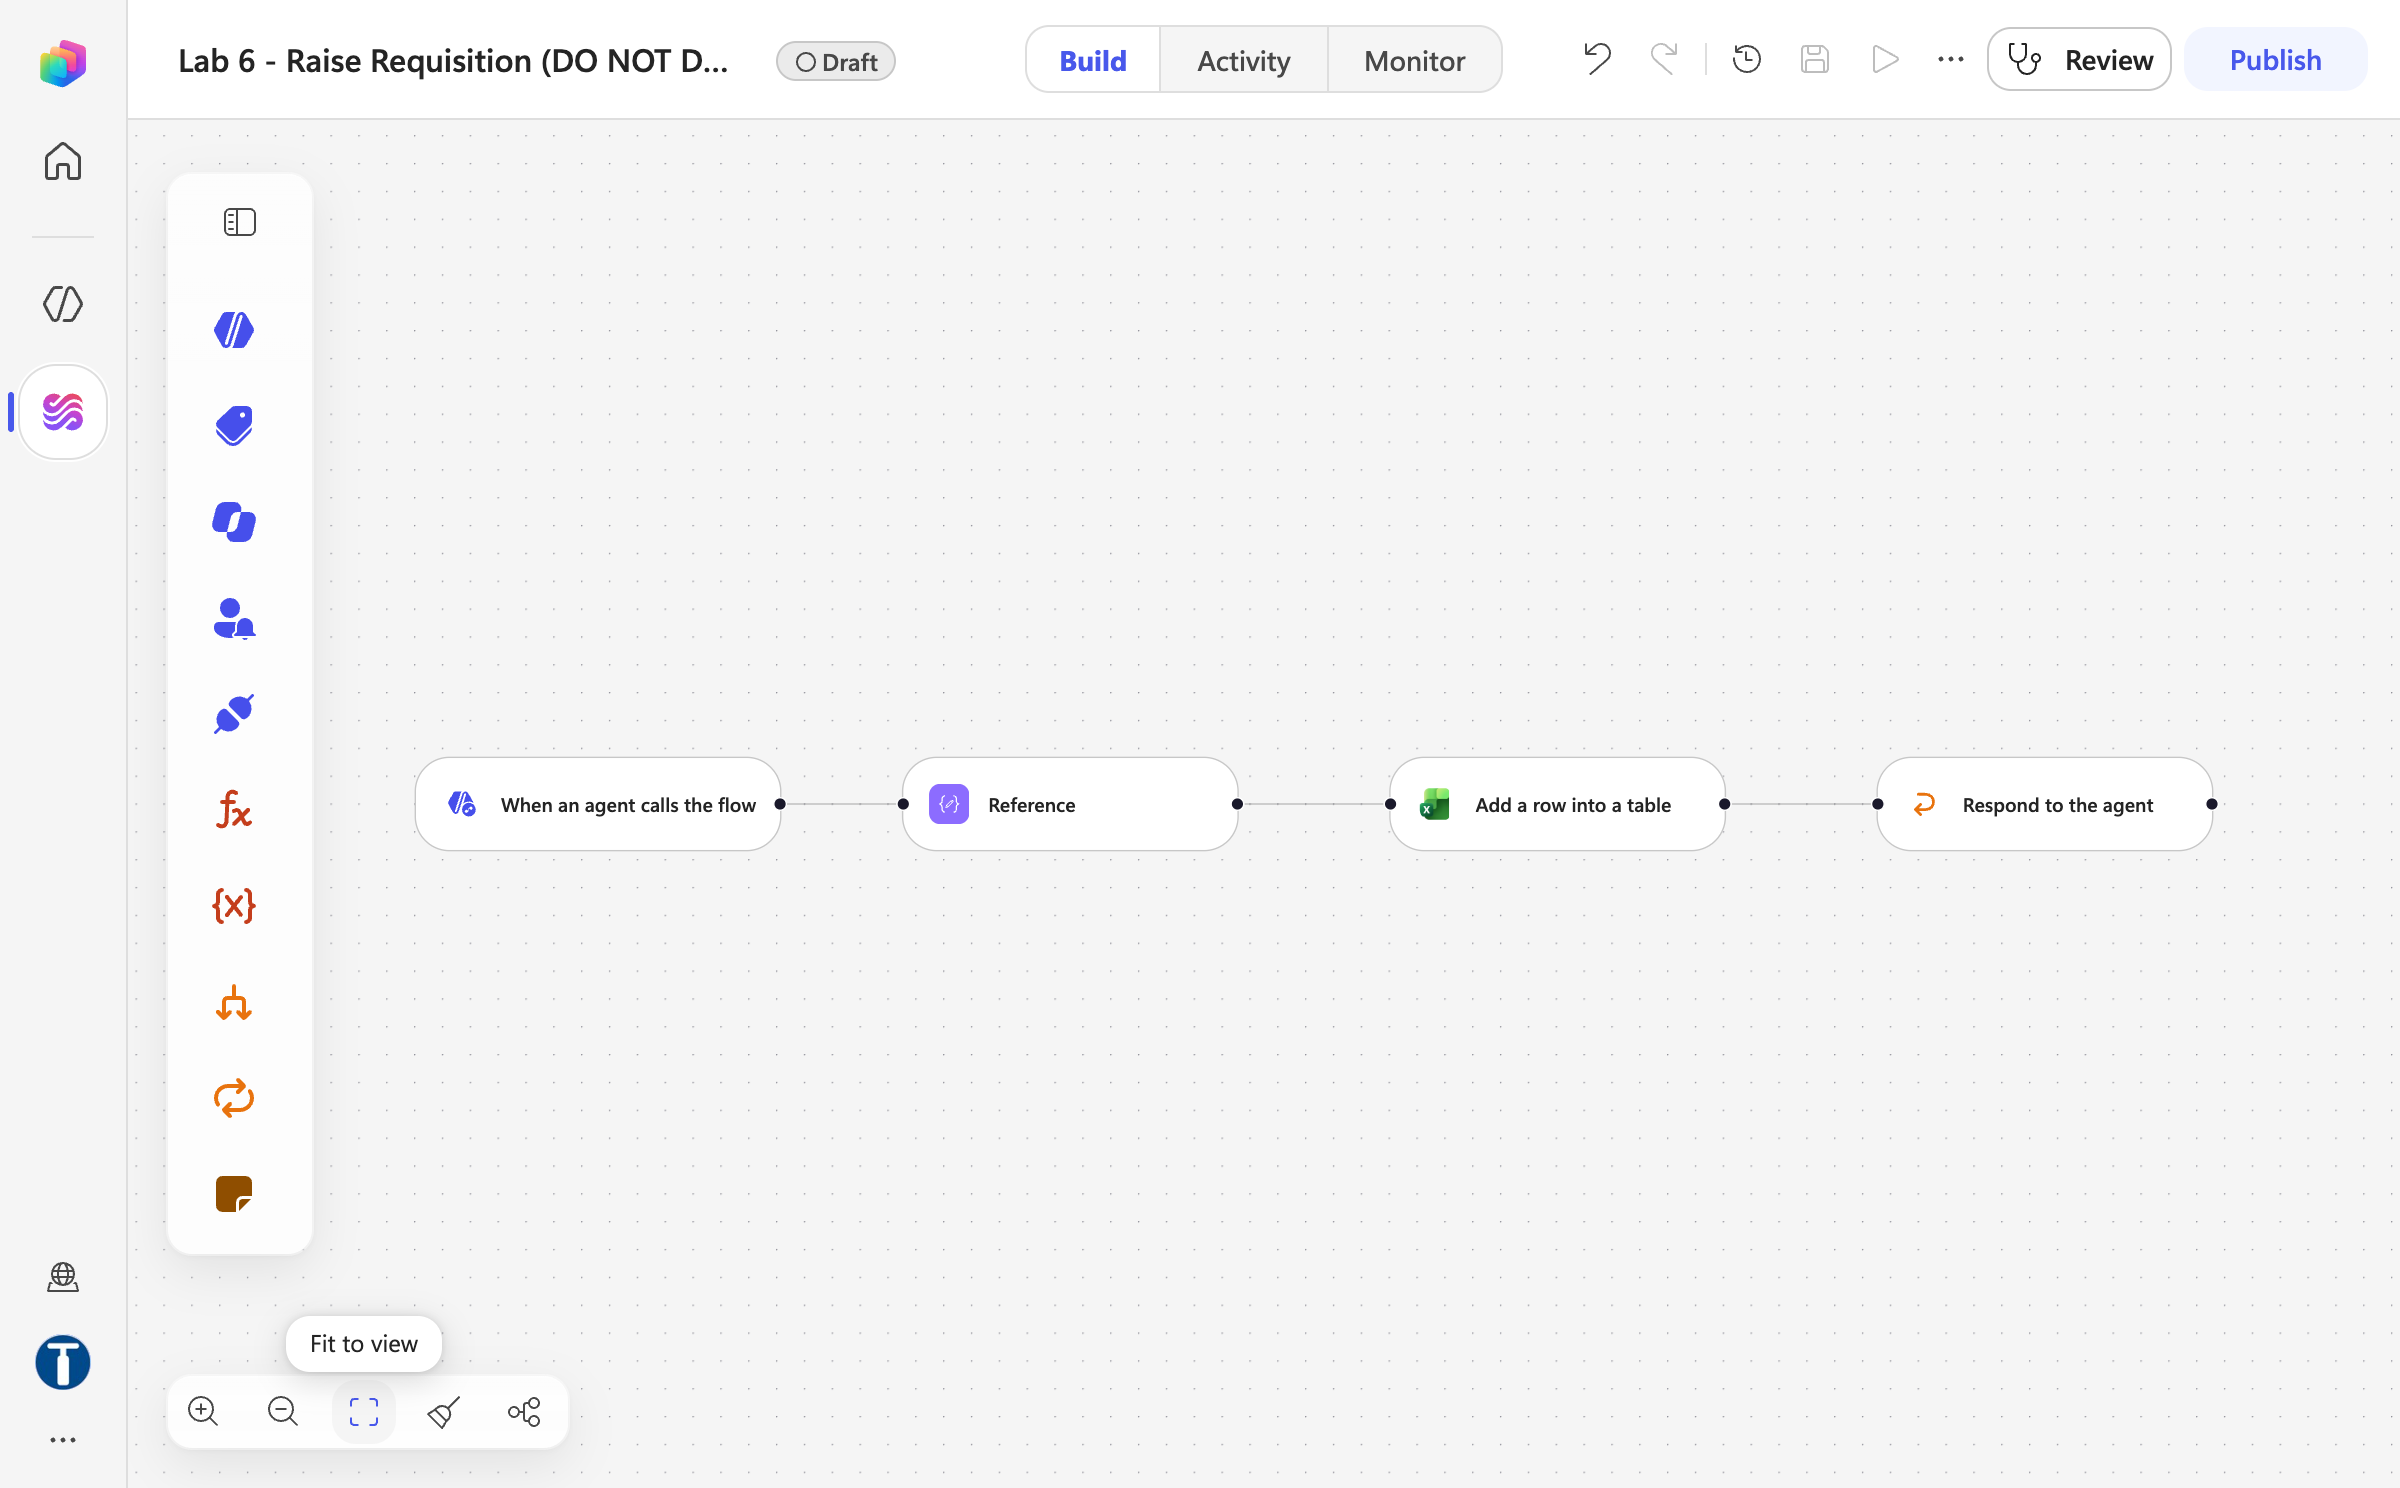 Lab 6 - Raise Requisition (DO NOT D...
Draft
Build
Activity
Monitor
Review
Publish
When an agent calls the flow
Reference
Add a row into a table
Respond to the agent
Fit to view